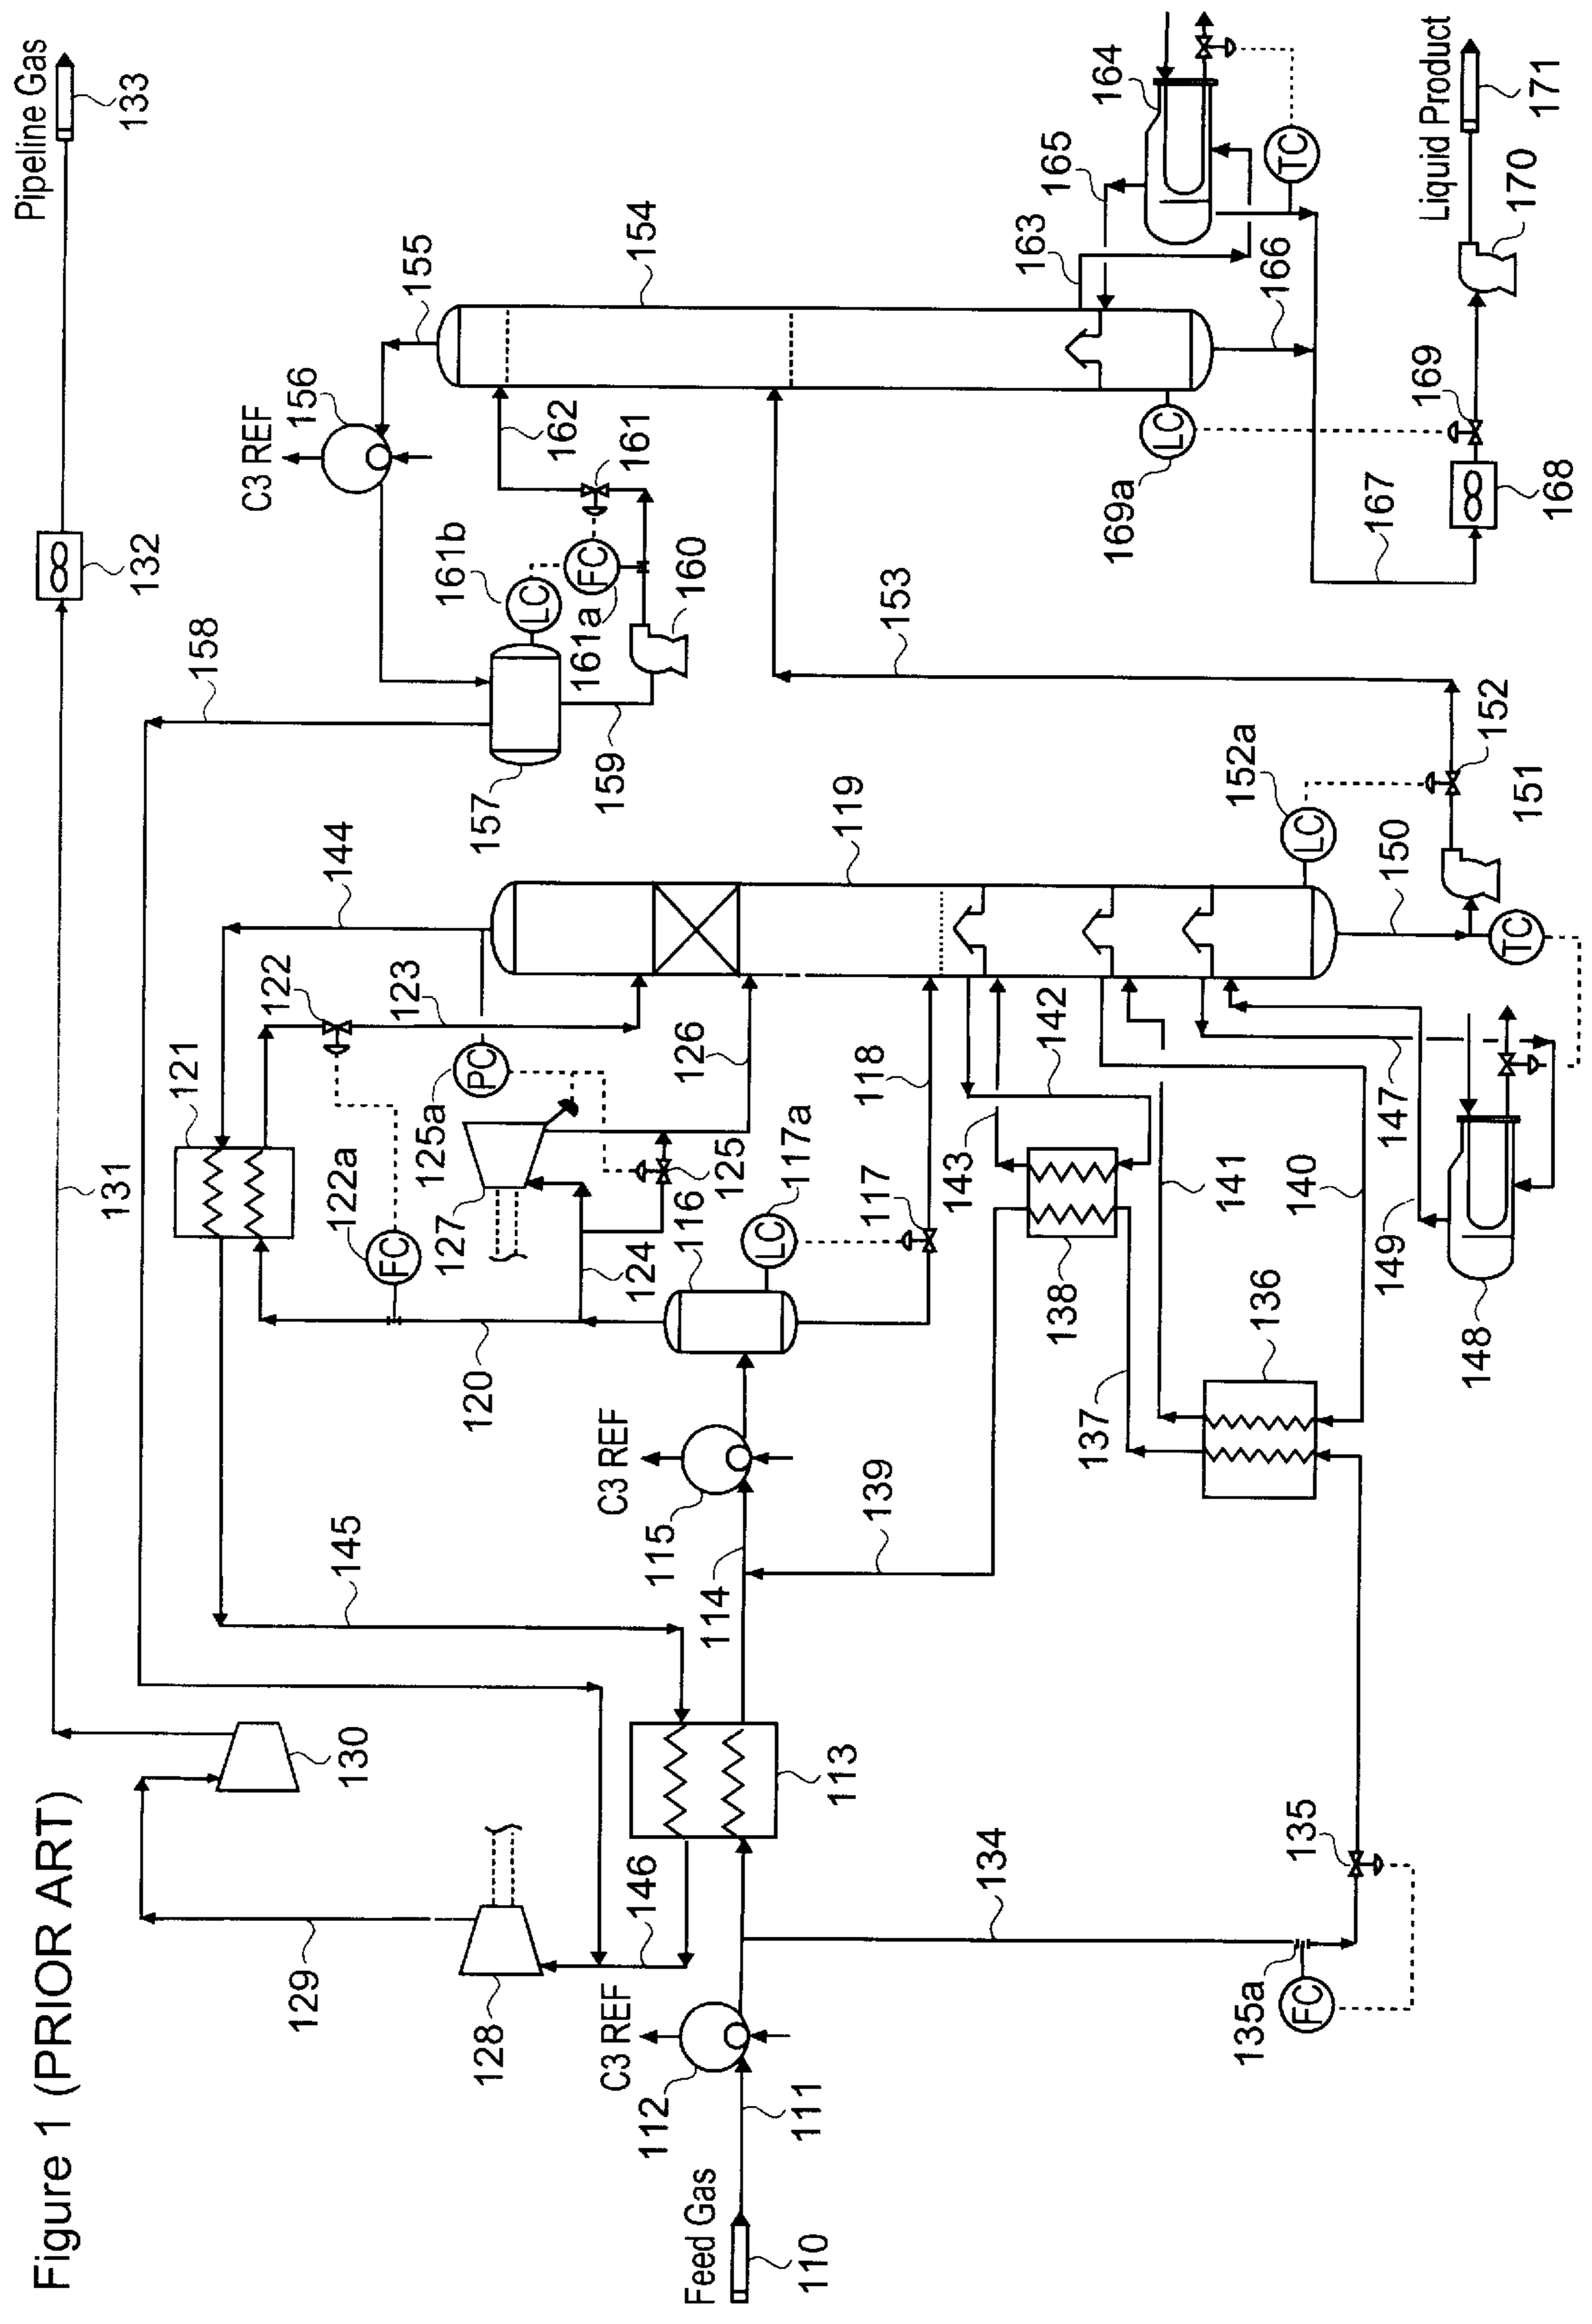 Figure 1 (PRIOR ART)
Pipeline Gas
133
132
131
130
129
128
158
145
146
144
121
122
122a
FC
123
120
124
125
PC
125a
126
127
C3 REF
156
155
154
157
LC
161b
FC
161a
161
162
159
160
153
119
118
116
LC
117a
117
C3 REF
115
114
113
C3 REF
112
111
Feed Gas
110
139
138
143
142
141
140
137
136
134
135
135a
FC
147
149
148
TC
150
151
152
LC
152a
163
164
165
TC
166
167
168
169
LC
169a
170
Liquid Product
171